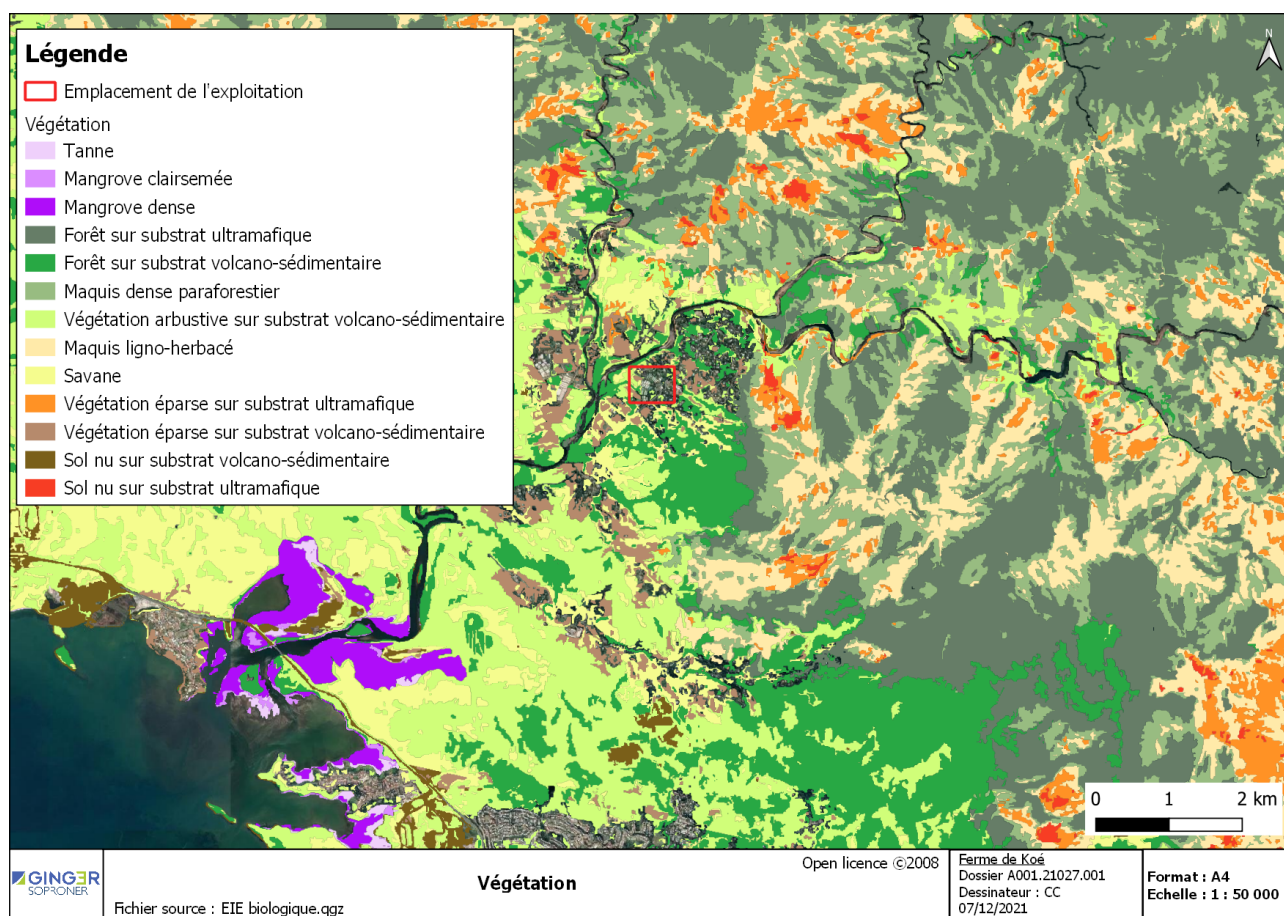 Légende
Emplacement de l'exploitation
Végétation
Tanne
Mangrove clairsemée
Mangrove dense
Forêt sur substrat ultramafique
Forêt sur substrat volcano-sédimentaire
Maquis dense paraforestier
Végétation arbustive sur substrat volcano-sédimentaire
Maquis ligno-herbacé
Savane
Végétation éparse sur substrat ultramafique
Végétation éparse sur substrat volcano-sédimentaire
Sol nu sur substrat volcano-sédimentaire
Sol nu sur substrat ultramafique
N
0 1 2 km
GINGER
SOPRONER
Fichier source : EIE biologique.qgz
Végétation
Open licence ©2008
Ferme de Koé
Dossier A001.21027.001
Dessinateur : CC
07/12/2021
Format : A4
Echelle : 1 : 50 000